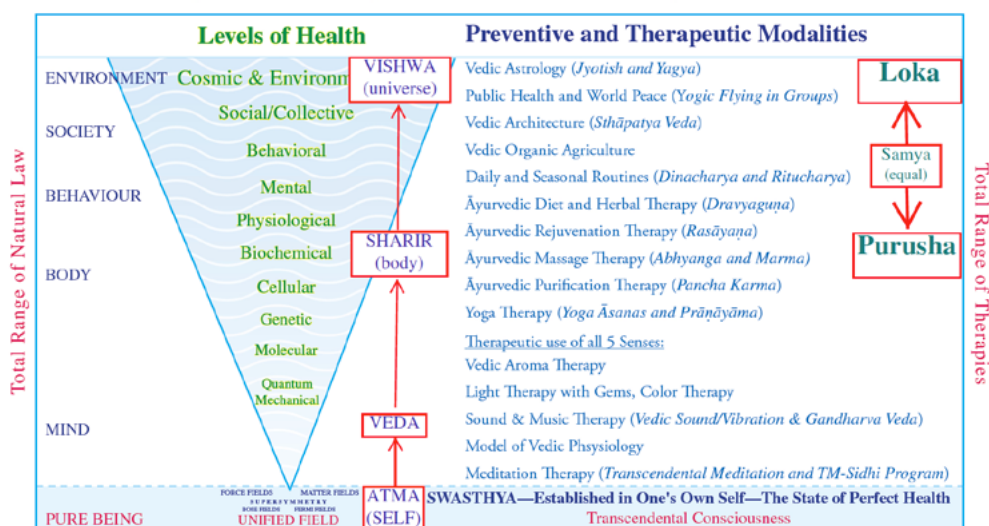 Levels of Health
Preventive and Therapeutic Modalities
Total Range of Natural Law
ENVIRONMENT
SOCIETY
BEHAVIOUR
BODY
MIND
PURE BEING
Cosmic & Environm
Social/Collective
Behavioral
Mental
Physiological
Biochemical
Cellular
Genetic
Molecular
Quantum
Mechanical
FORCE FIELDS MATTER FIELDS
SUPERSYMMETRY
BOSE FIELDS FERMI FIELDS
UNIFIED FIELD
VISHWA
(universe)
SHARIR
(body)
VEDA
ATMA
(SELF)
Vedic Astrology (Jyotish and Yagya)
Public Health and World Peace (Yogic Flying in Groups)
Vedic Architecture (Sthāpatya Veda)
Vedic Organic Agriculture
Daily and Seasonal Routines (Dinacharya and Ritucharya)
Āyurvedic Diet and Herbal Therapy (Dravyaguṇa)
Āyurvedic Rejuvenation Therapy (Rasāyaṇa)
Āyurvedic Massage Therapy (Abhyanga and Marma)
Āyurvedic Purification Therapy (Pancha Karma)
Yoga Therapy (Yoga Āsanas and Prāṇāyāma)
Therapeutic use of all 5 Senses:
Vedic Aroma Therapy
Light Therapy with Gems, Color Therapy
Sound & Music Therapy (Vedic Sound/Vibration & Gandharva Veda)
Model of Vedic Phsysiology
Meditation Therapy (Transcendental Meditation and TM-Sidhi Program)
SWASTHYA—Established in One's Own Self—The State of Perfect Health
Transcendental Consciousness
Loka
Samya
(equal)
Purusha
Total Range of Therapies